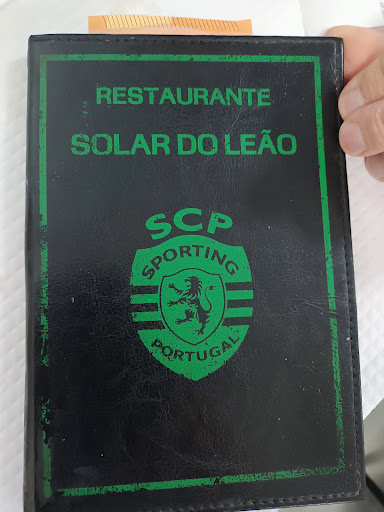 RESTAURANTE
SOLAR DO LEÃO
SCP
SPORTING
PORTUGAL